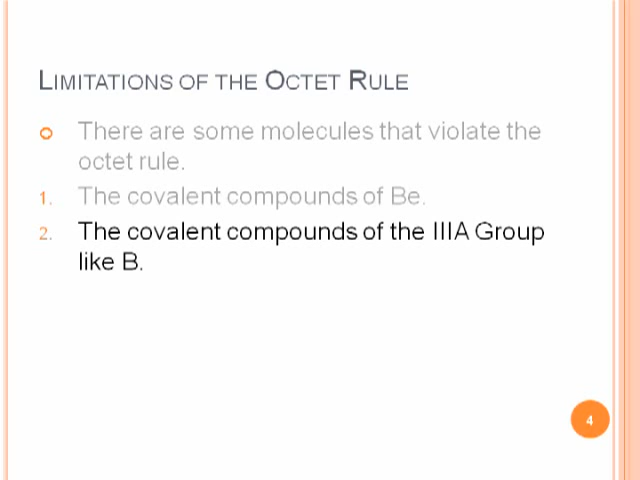 LIMITATIONS OF THE OCTET RULE
There are some molecules that violate the
octet rule.
1. The covalent compounds of Be.
2. The covalent compounds of the IIIA Group
like B.
4